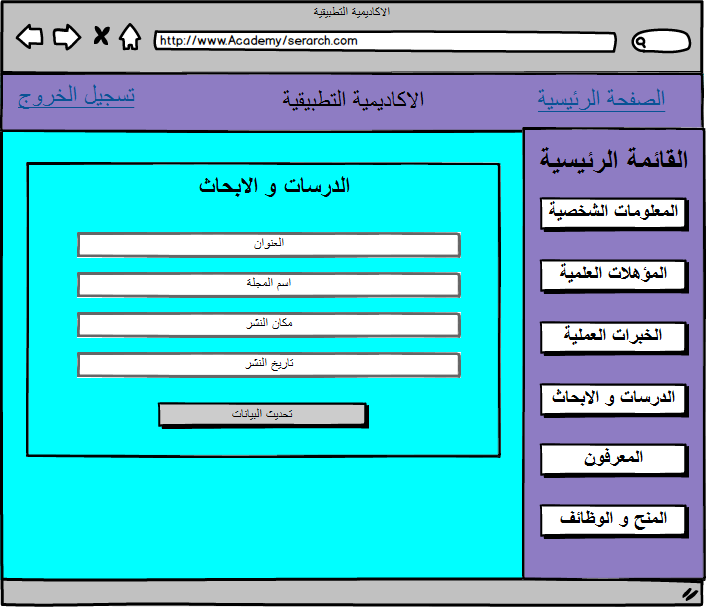 الاكاديمية التطبيقية
http://www.Academy/serarch.com
الصفحة الرئيسية
الاكاديمية التطبيقية
تسجيل الخروج
القائمة الرئيسية
المعلومات الشخصية
المؤهلات العلمية
الخبرات العملية
الدرسات و الابحاث
المعرفون
المنح و الوظائف
الدرسات و الابحاث
العنوان
اسم المجلة
مكان النشر
تاريخ النشر
تحديث البيانات